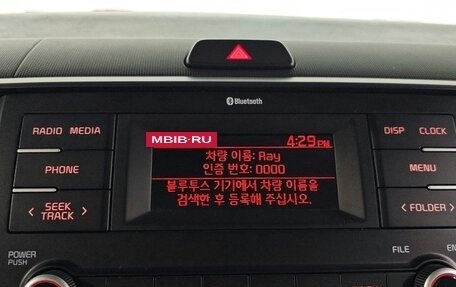 Bluetooth
RADIO MEDIA
MBIB-RU
4:29PM
DISP CLOCK
차량 이름: Ray
인증 번호: 0000
블루투스 기기에서 차량 이름을
검색한 후 등록해 주십시오.
PHONE
MENU
< SEEK TRACK >
< FOLDER >
POWER
PUSH
FILE